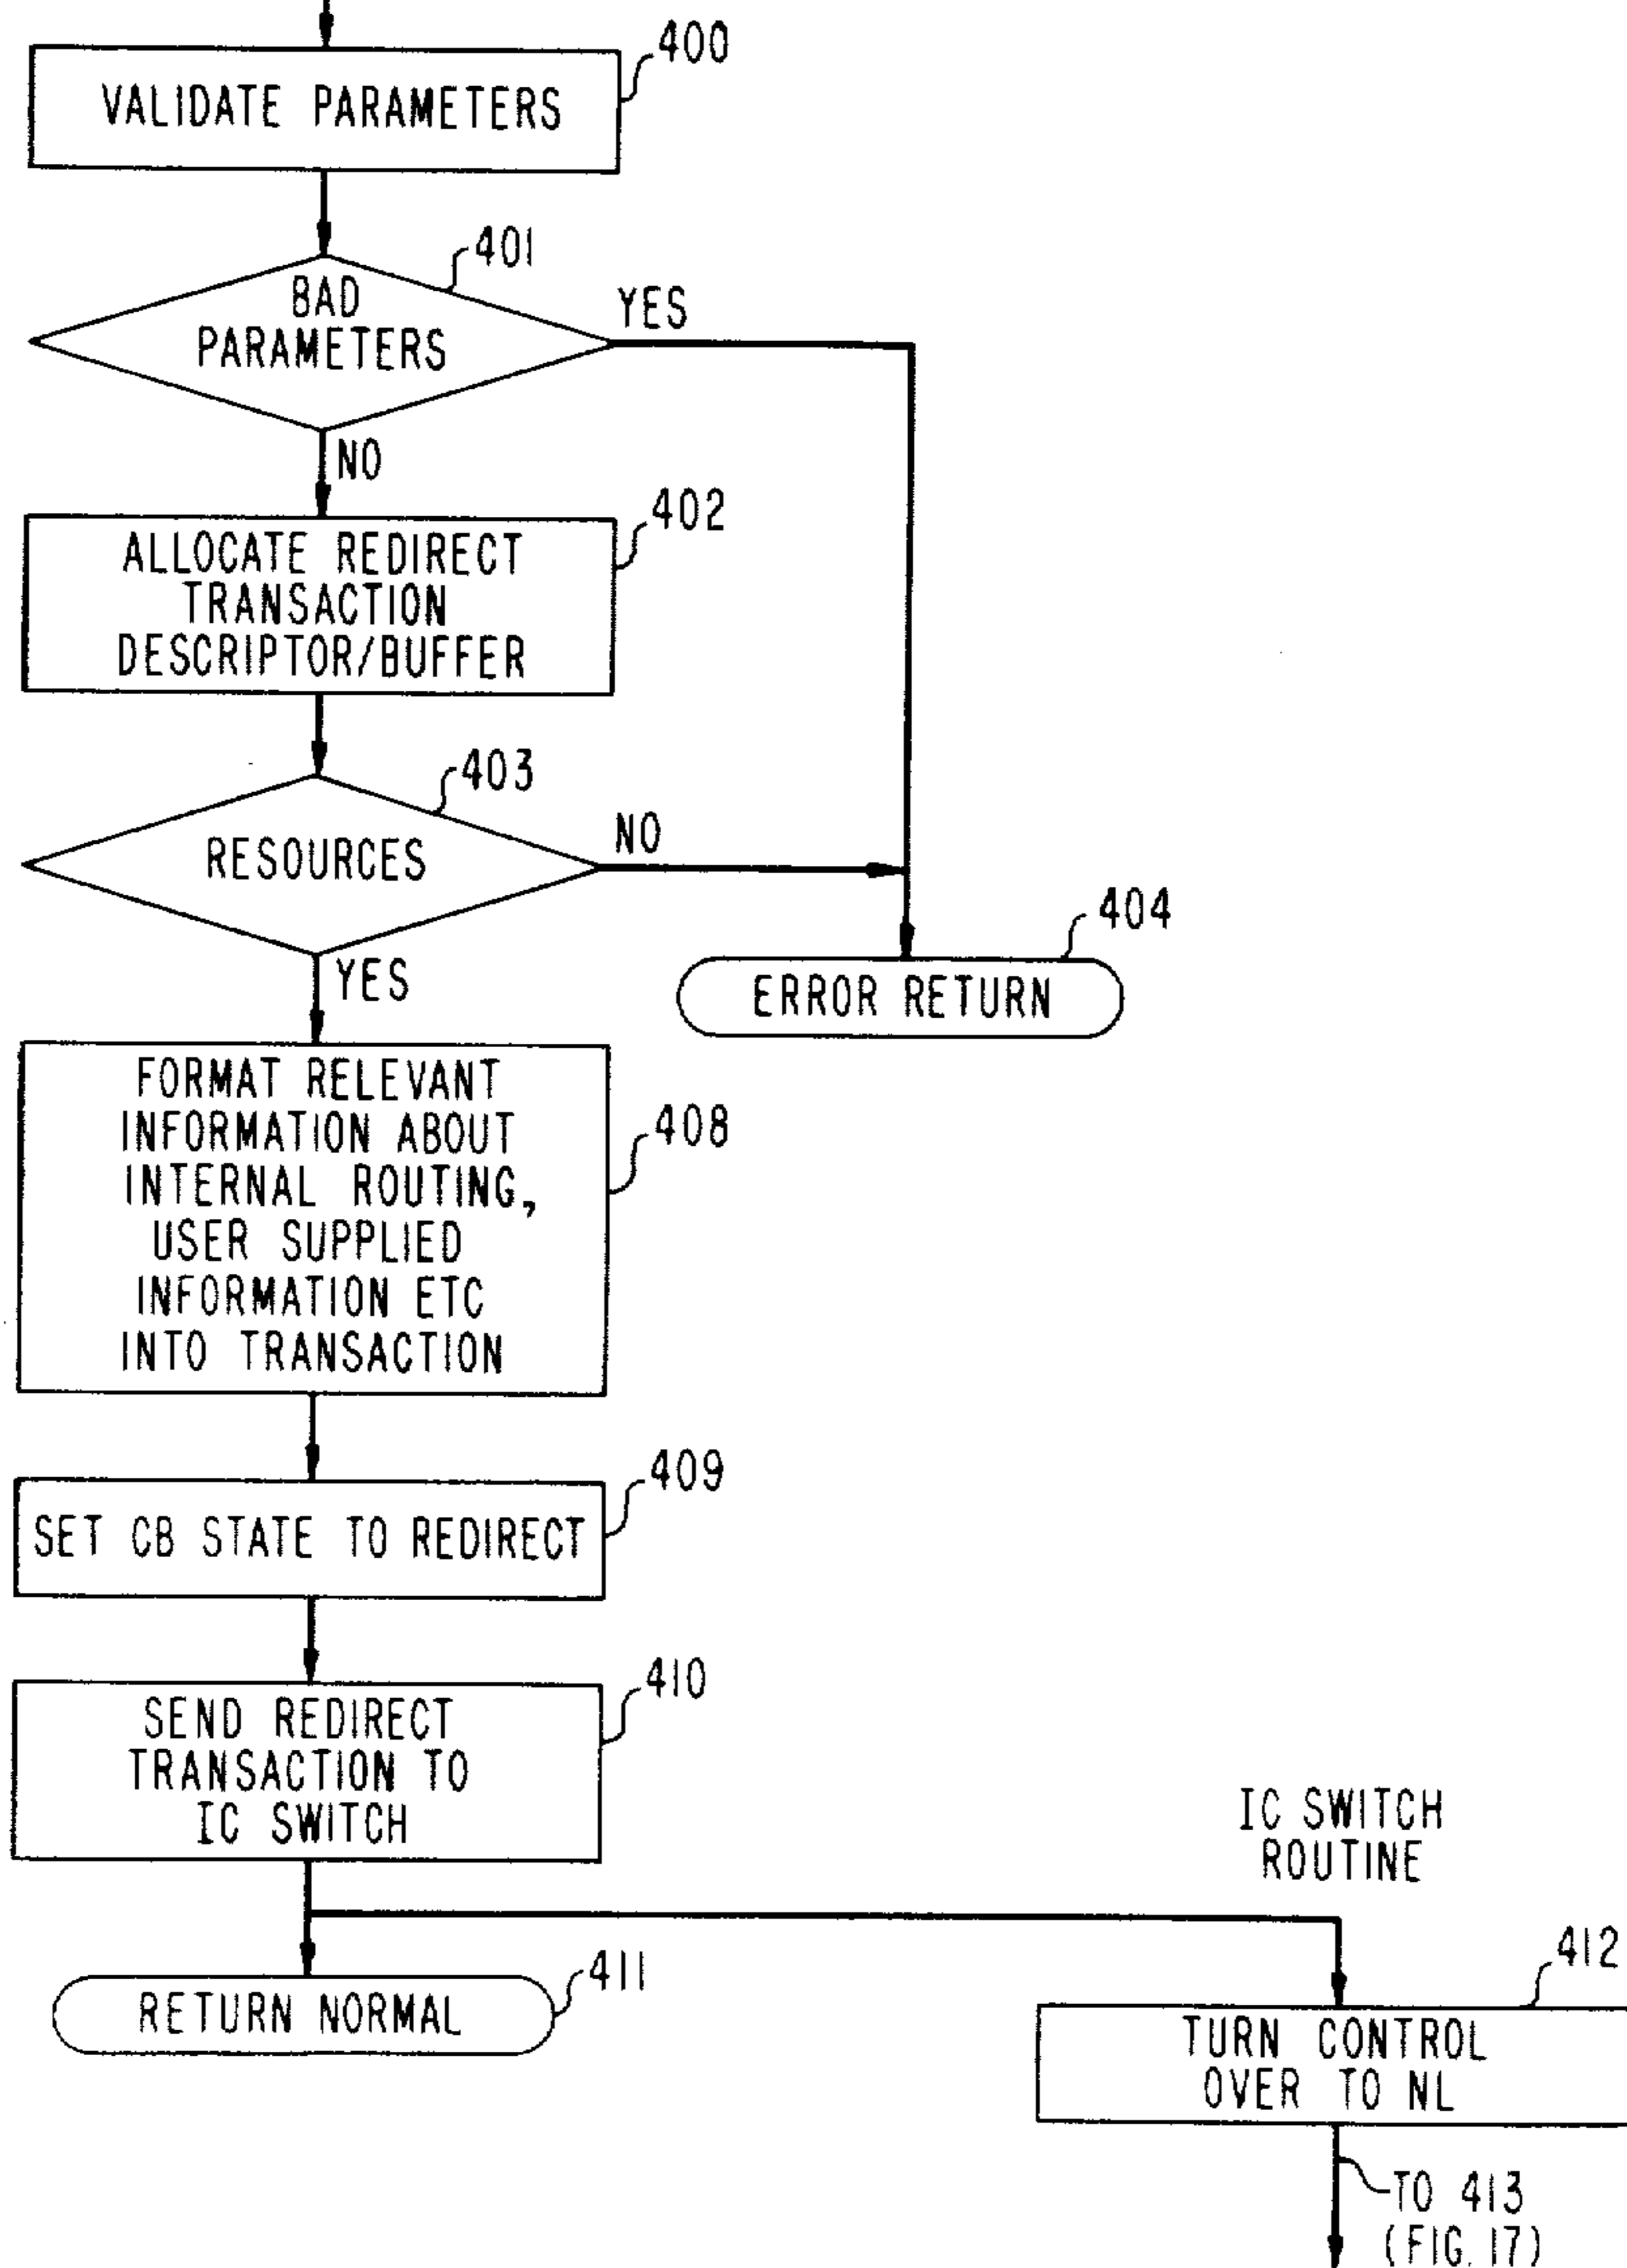 400
VALIDATE PARAMETERS
401
BAD
PARAMETERS
YES
NO
402
ALLOCATE REDIRECT
TRANSACTION
DESCRIPTOR/BUFFER
403
RESOURCES
NO
YES
404
ERROR RETURN
FORMAT RELEVANT
INFORMATION ABOUT
INTERNAL ROUTING,
USER SUPPLIED
INFORMATION ETC
INTO TRANSACTION
408
409
SET CB STATE TO REDIRECT
410
SEND REDIRECT
TRANSACTION TO
IC SWITCH
IC SWITCH
ROUTINE
411
RETURN NORMAL
412
TURN CONTROL
OVER TO NL
TO 413
(FIG. 17)